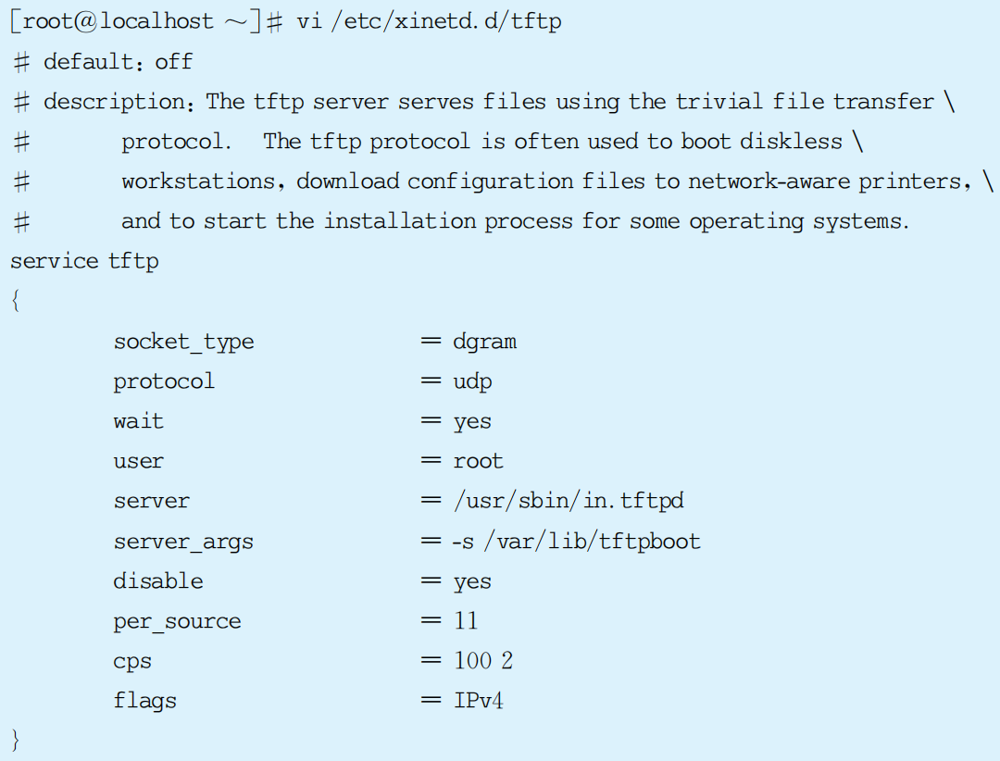 [root@localhost ~]# vi /etc/xinetd.d/tftp
# default: off
# description: The tftp server serves files using the trivial file transfer \
#       protocol.  The tftp protocol is often used to boot diskless \
#       workstations, download configuration files to network-aware printers, \
#       and to start the installation process for some operating systems.
service tftp
{
        socket_type             = dgram
        protocol                = udp
        wait                    = yes
        user                    = root
        server                  = /usr/sbin/in.tftpd
        server_args             = -s /var/lib/tftpboot
        disable                 = yes
        per_source              = 11
        cps                     = 100 2
        flags                   = IPv4
}